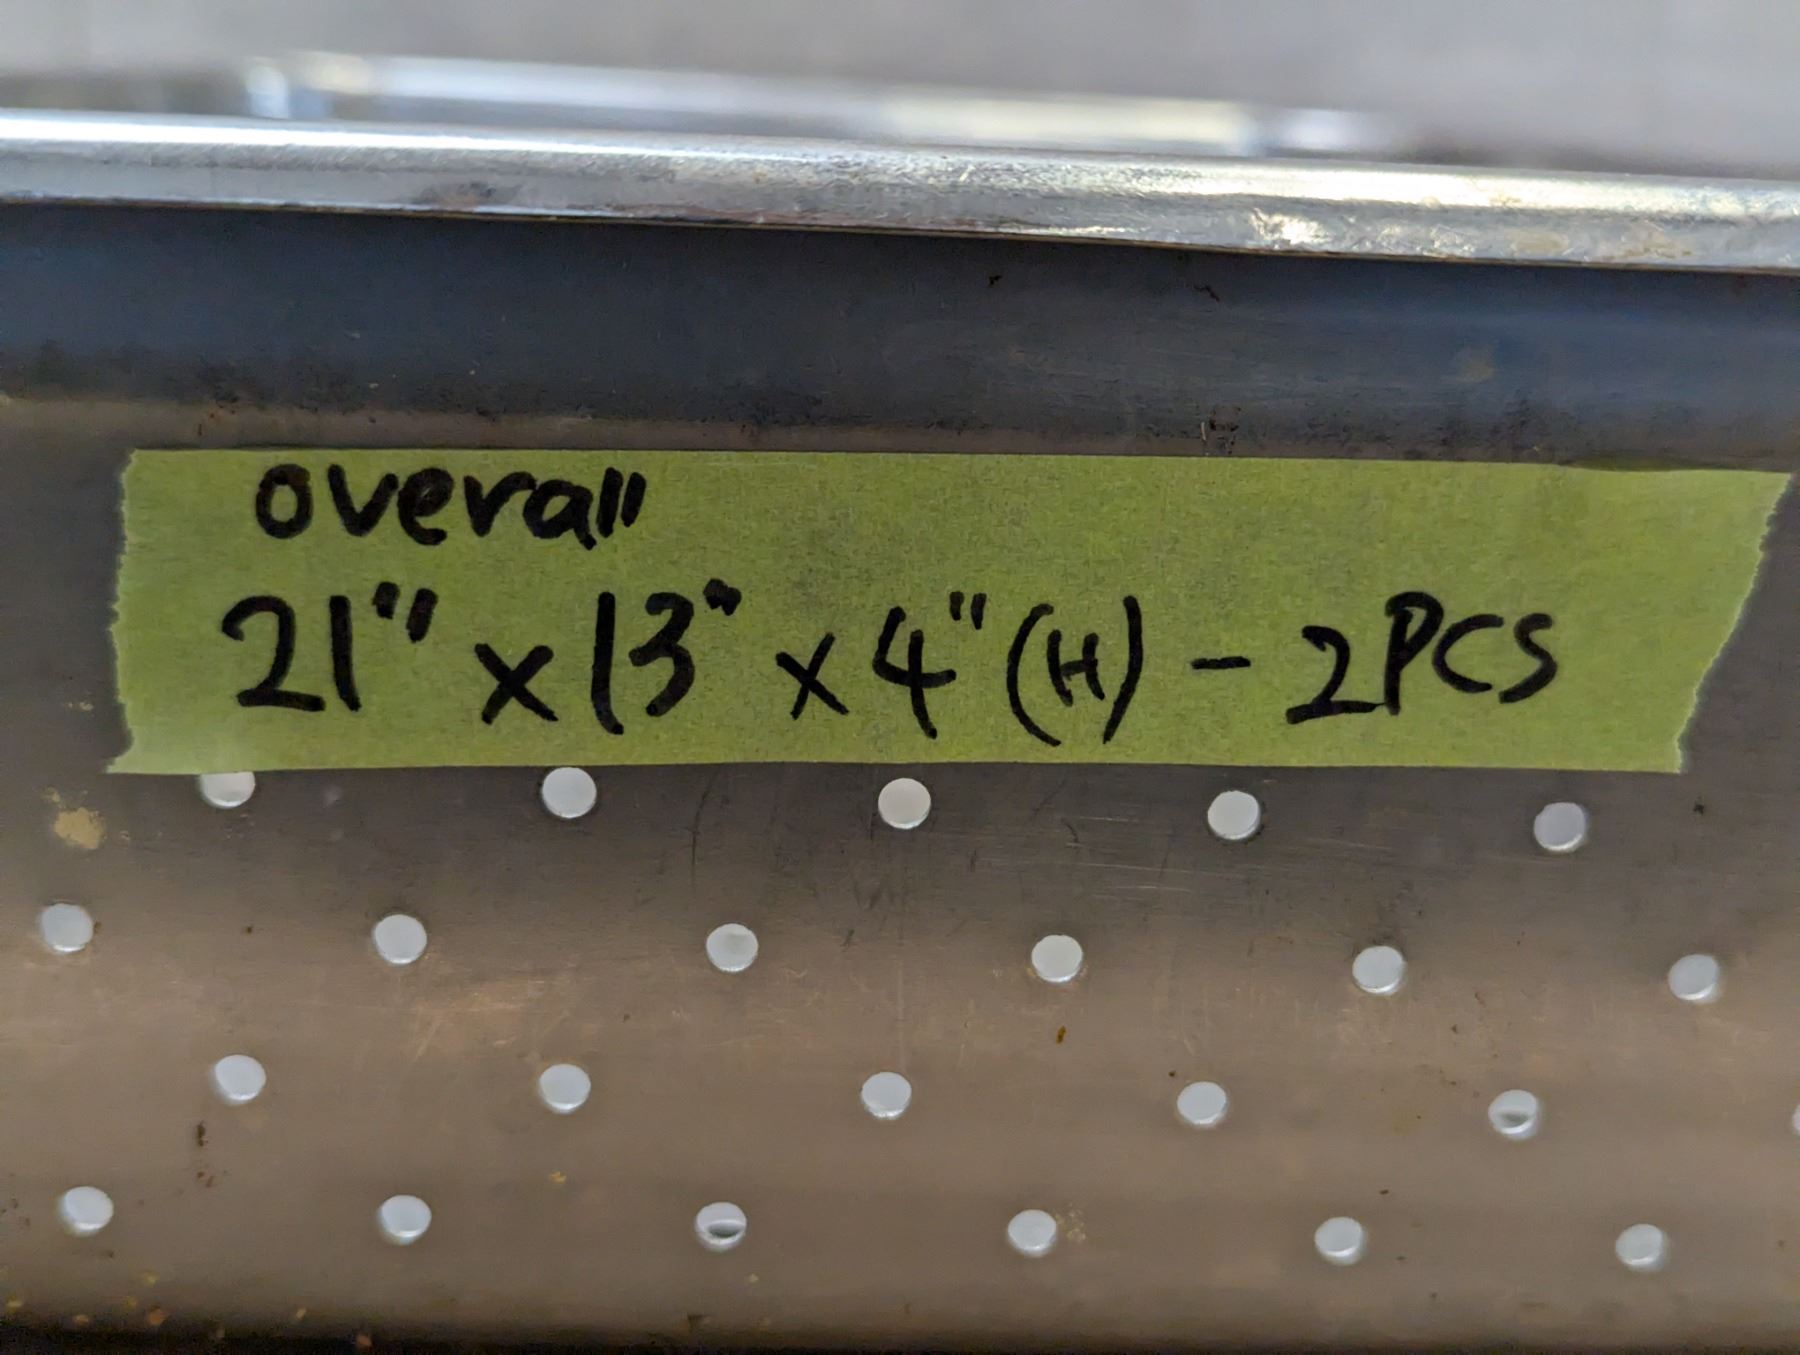 overall
21" x 13" x 4" (H) - 2PCS